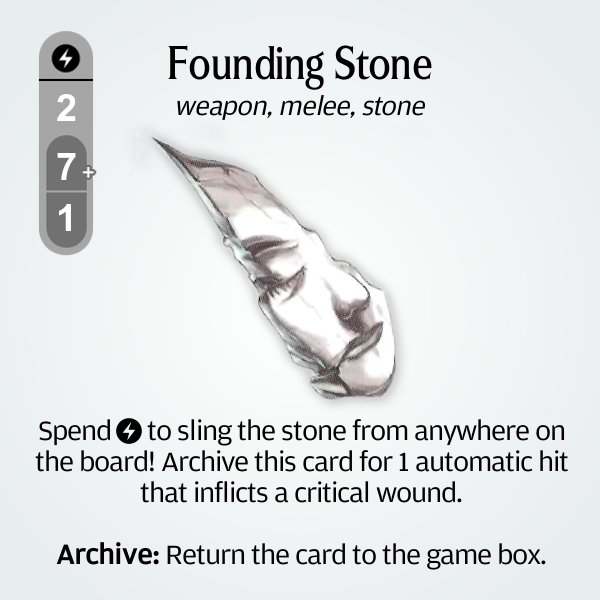 Founding Stone
weapon, melee, stone
2
7+
1
Spend to sling the stone from anywhere on
the board! Archive this card for 1 automatic hit
that inflicts a critical wound.
Archive: Return the card to the game box.